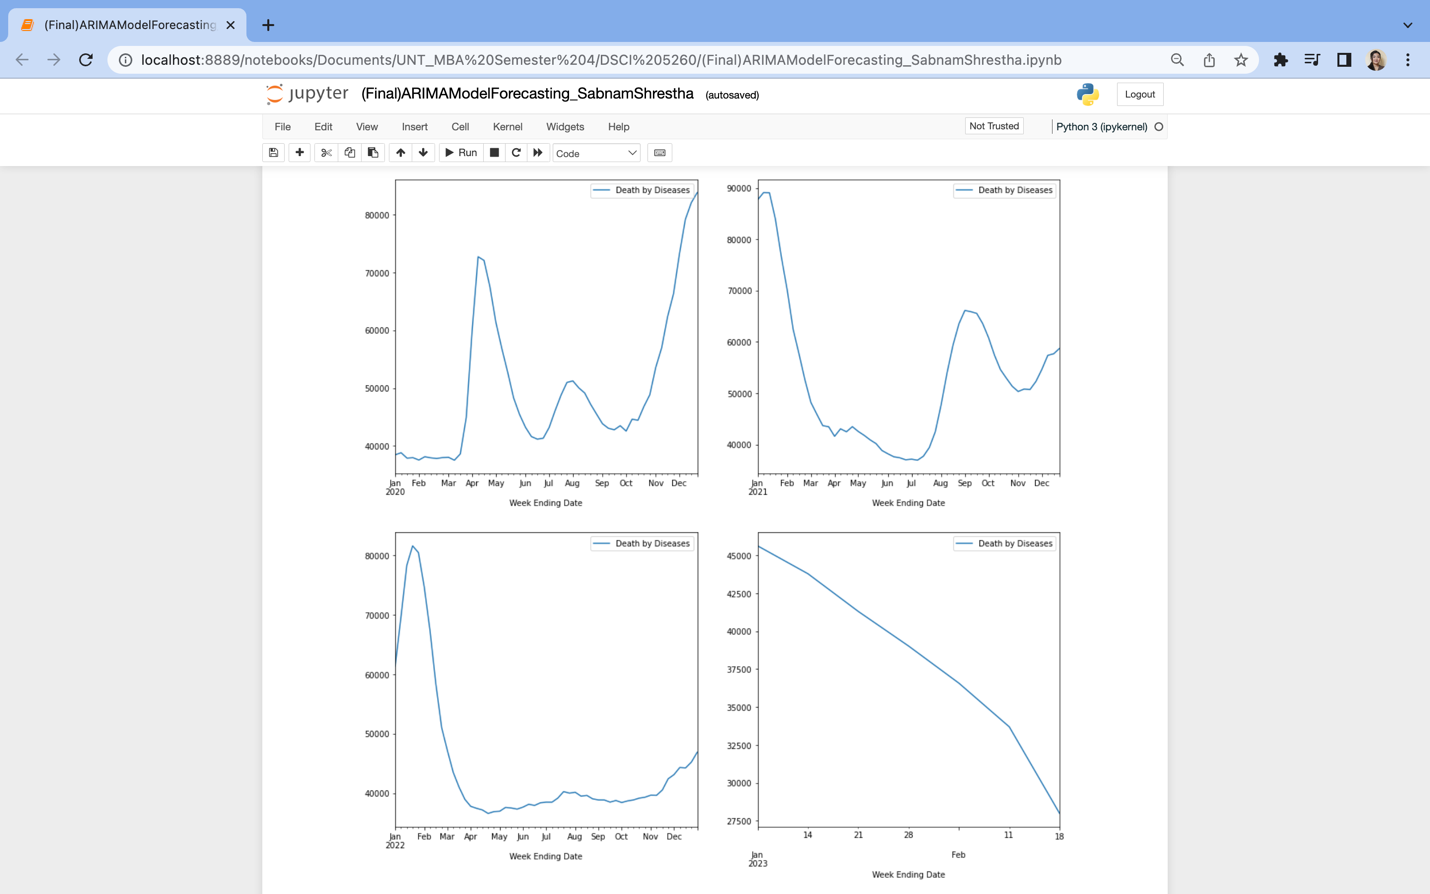 (Final)ARIMAModelForecasting
localhost:8889/notebooks/Documents/UNT_MBA%20Semester%204/DSCI%205260/(Final)ARIMAModelForecasting_SabnamShrestha.ipynb
jupyter (Final)ARIMAModelForecasting_SabnamShrestha (autosaved) Logout
File Edit View Insert Cell Kernel Widgets Help Not Trusted Python 3 (ipykernel)
Run Code
Death by Diseases
80000
70000
60000
50000
40000
Jan Feb Mar Apr May Jun Jul Aug Sep Oct Nov Dec
2020
Week Ending Date
Death by Diseases
90000
80000
70000
60000
50000
40000
Jan Feb Mar Apr May Jun Jul Aug Sep Oct Nov Dec
2021
Week Ending Date
Death by Diseases
80000
70000
60000
50000
40000
Jan Feb Mar Apr May Jun Jul Aug Sep Oct Nov Dec
2022
Week Ending Date
Death by Diseases
45000
42500
40000
37500
35000
32500
30000
27500
14 21 28 11 18
Jan Feb
2023
Week Ending Date